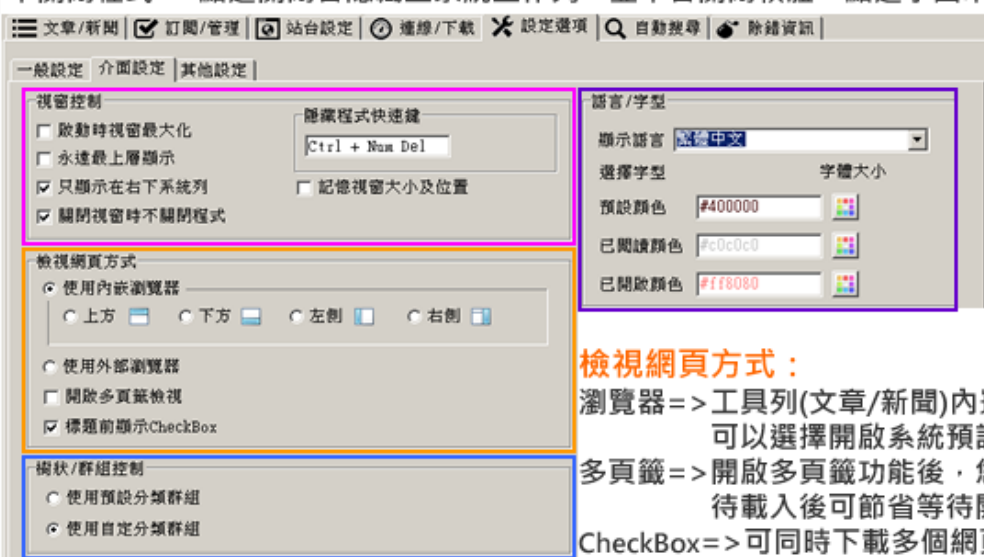 文章/新聞 訂閱/管理 站台設定 連線/下載 設定選項 自動搜尋 除錯資訊
一般設定 介面設定 其他設定
視窗控制
啟動時視窗最大化
永遠最上層顯示
只顯示在右下系統列
關閉視窗時不關閉程式
隱藏程式快速鍵
Ctrl + Num Del
記憶視窗大小及位置
語言/字型
顯示語言 繁體中文
選擇字型 字體大小
預設顏色 #400000
已閱讀顏色 #c0c0c0
已開啟顏色 #ff8080
檢視網頁方式
使用內嵌瀏覽器
上方 下方 左側 右側
使用外部瀏覽器
開啟多頁籤檢視
標題前顯示CheckBox
樹狀/群組控制
使用預設分類群組
使用自定分類群組
檢視網頁方式：
瀏覽器=>工具列(文章/新聞)內
可以選擇開啟系統預
多頁籤=>開啟多頁籤功能後，
待載入後可節省等待
CheckBox=>可同時下載多個網